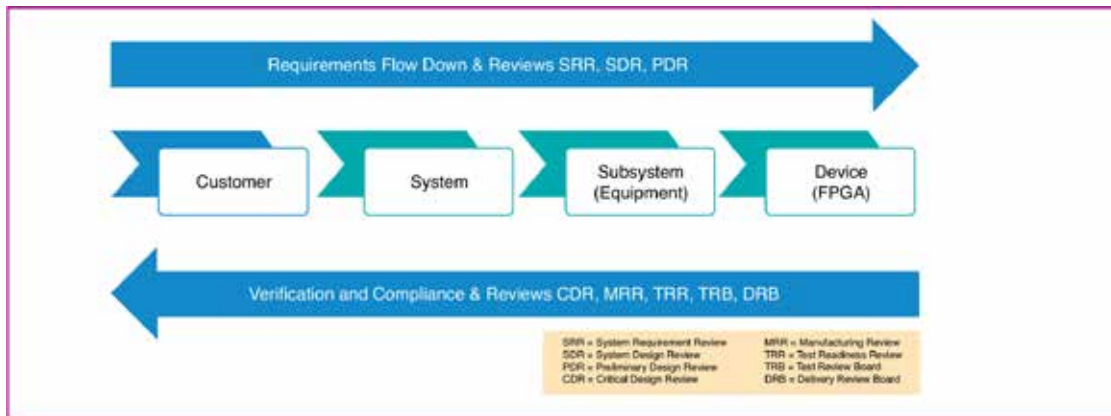 Requirements Flow Down & Reviews SRR, SDR, PDR
Customer
System
Subsystem
(Equipment)
Device
(FPGA)
Verification and Compliance & Reviews CDR, MRR, TRR, TRB, DRB
SRR = System Requirement Review
SDR = System Design Review
PDR = Preliminary Design Review
CDR = Critical Design Review
MRR = Manufacturing Review
TRR = Test Readiness Review
TRB = Test Review Board
DRB = Delivery Review Board